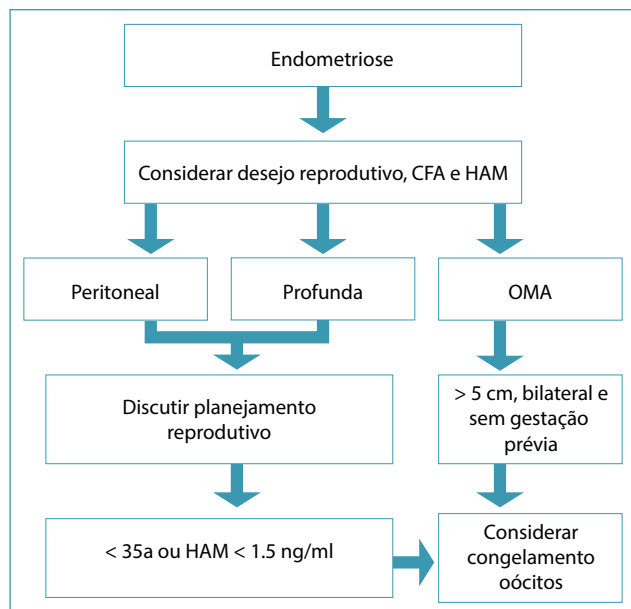 Endometriose
Considerar desejo reprodutivo, CFA e HAM
Peritoneal
Profunda
OMA
Discutir planejamento
reprodutivo
> 5 cm, bilateral e
sem gestação
prévia
< 35a ou HAM < 1.5 ng/ml
Considerar
congelamento
oócitos